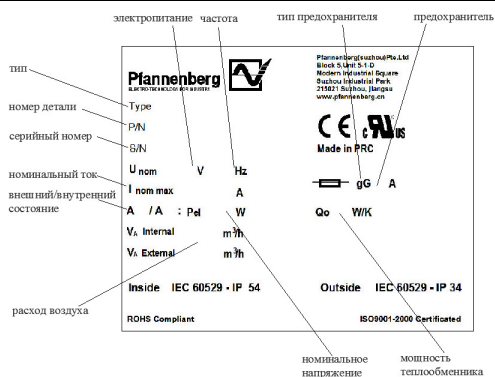 электропитание частота тип предохранителя предохранитель
Pfannenberg
ELECTRO-TECHNOLOGY FOR INDUSTRY
Pfannenberg(suzhou)Pte.Ltd
Block 5,Unit 5-1-D
Modern Industrial Square
Suzhou Industrial Park
215021 Suzhou, Jiangsu
www.pfannenberg.cn
тип
Type
номер детали
P/N
серийный номер
S/N
CE c RU US
Made in PRC
U nom V Hz
номинальный ток
I nom max A
gG A
внешний/внутренний
состояние
A / A : Pel W
Qo W/K
VA Internal m³/h
VA External m³/h
расход воздуха
Inside IEC 60529 - IP 54
Outside IEC 60529 - IP 34
ROHS Compliant
ISO9001-2000 Certificated
номинальное
напряжение
мощность
теплообменника